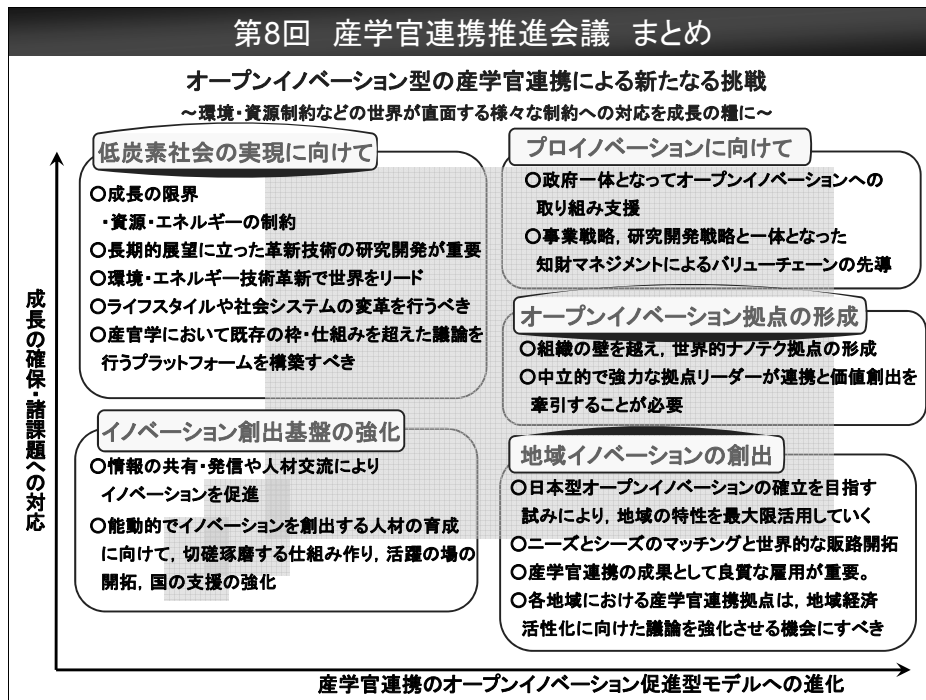 第8回　産学官連携推進会議　まとめ
オープンイノベーション型の産学官連携による新たなる挑戦
～環境・資源制約などの世界が直面する様々な制約への対応を成長の糧に～
低炭素社会の実現に向けて
○成長の限界
・資源・エネルギーの制約
○長期的展望に立った革新技術の研究開発が重要
○環境・エネルギー技術革新で世界をリード
○ライフスタイルや社会システムの変革を行うべき
○産官学において既存の枠・仕組みを超えた議論を
行うプラットフォームを構築すべき
プロイノベーションに向けて
○政府一体となってオープンイノベーションへの
取り組み支援
○事業戦略，研究開発戦略と一体となった
知財マネジメントによるバリューチェーンの先導
オープンイノベーション拠点の形成
○組織の壁を越え，世界的ナノテク拠点の形成
○中立的で強力な拠点リーダーが連携と価値創出を
牽引することが必要
イノベーション創出基盤の強化
○情報の共有・発信や人材交流により
イノベーションを促進
○能動的でイノベーションを創出する人材の育成
に向けて，切磋琢磨する仕組み作り，活躍の場の
開拓，国の支援の強化
地域イノベーションの創出
○日本型オープンイノベーションの確立を目指す
試みにより，地域の特性を最大限活用していく
○ニーズとシーズのマッチングと世界的な販路開拓
○産学官連携の成果として良質な雇用が重要。
○各地域における産学官連携拠点は，地域経済
活性化に向けた議論を強化させる機会にすべき
成長の確保・諸課題への対応
産学官連携のオープンイノベーション促進型モデルへの進化